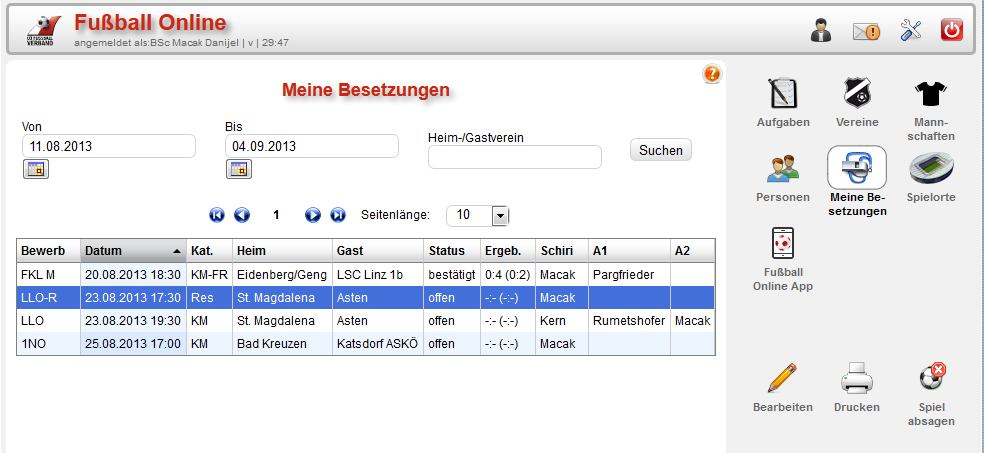 Fußball Online
angemeldet als:BSc Macak Danijel | v | 29:47
VERBAND
Meine Besetzungen
Von
11.08.2013
Bis
04.09.2013
Heim-/Gastverein
Suchen
1
Seitenlänge: 10
Bewerb Datum Kat. Heim Gast Status Ergeb. Schiri A1 A2
FKL M 20.08.2013 18:30 KM-FR Eidenberg/Geng LSC Linz 1b bestätigt 0:4 (0:2) Macak Pargfrieder
LLO-R 23.08.2013 17:30 Res St. Magdalena Asten offen -:- (-:-) Macak
LLO 23.08.2013 19:30 KM St. Magdalena Asten offen -:- (-:-) Kern Rumetshofer Macak
1NO 25.08.2013 17:00 KM Bad Kreuzen Katsdorf ASKÖ offen -:- (-:-) Macak
Aufgaben
Vereine
Mann-
schaften
Personen
Meine Be-
setzungen
Spielorte
Fußball
Online App
Bearbeiten
Drucken
Spiel
absagen